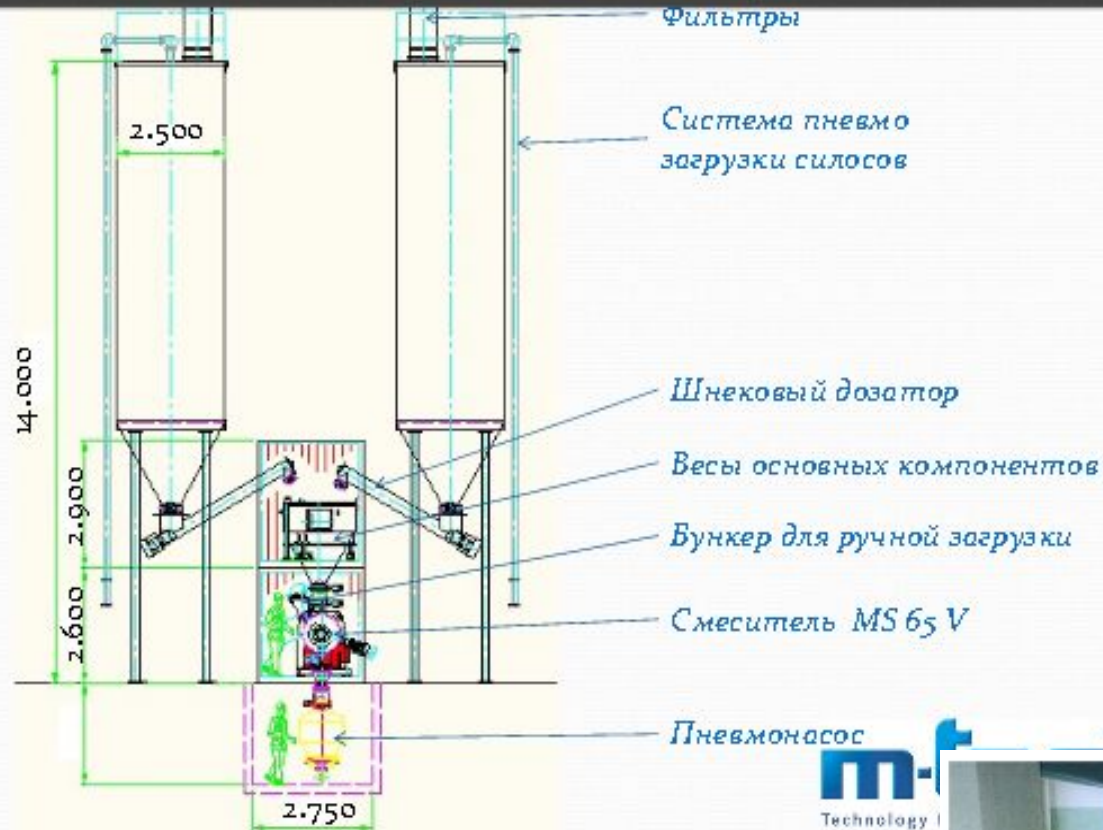 Фильтры
2.500
Система пневмо
загрузки силосов
14.000
Шнековый дозатор
2.900
Весы основных компонентов
Бункер для ручной загрузки
2.600
Смеситель MS 65 V
Пневмонасос
2.750
Technology